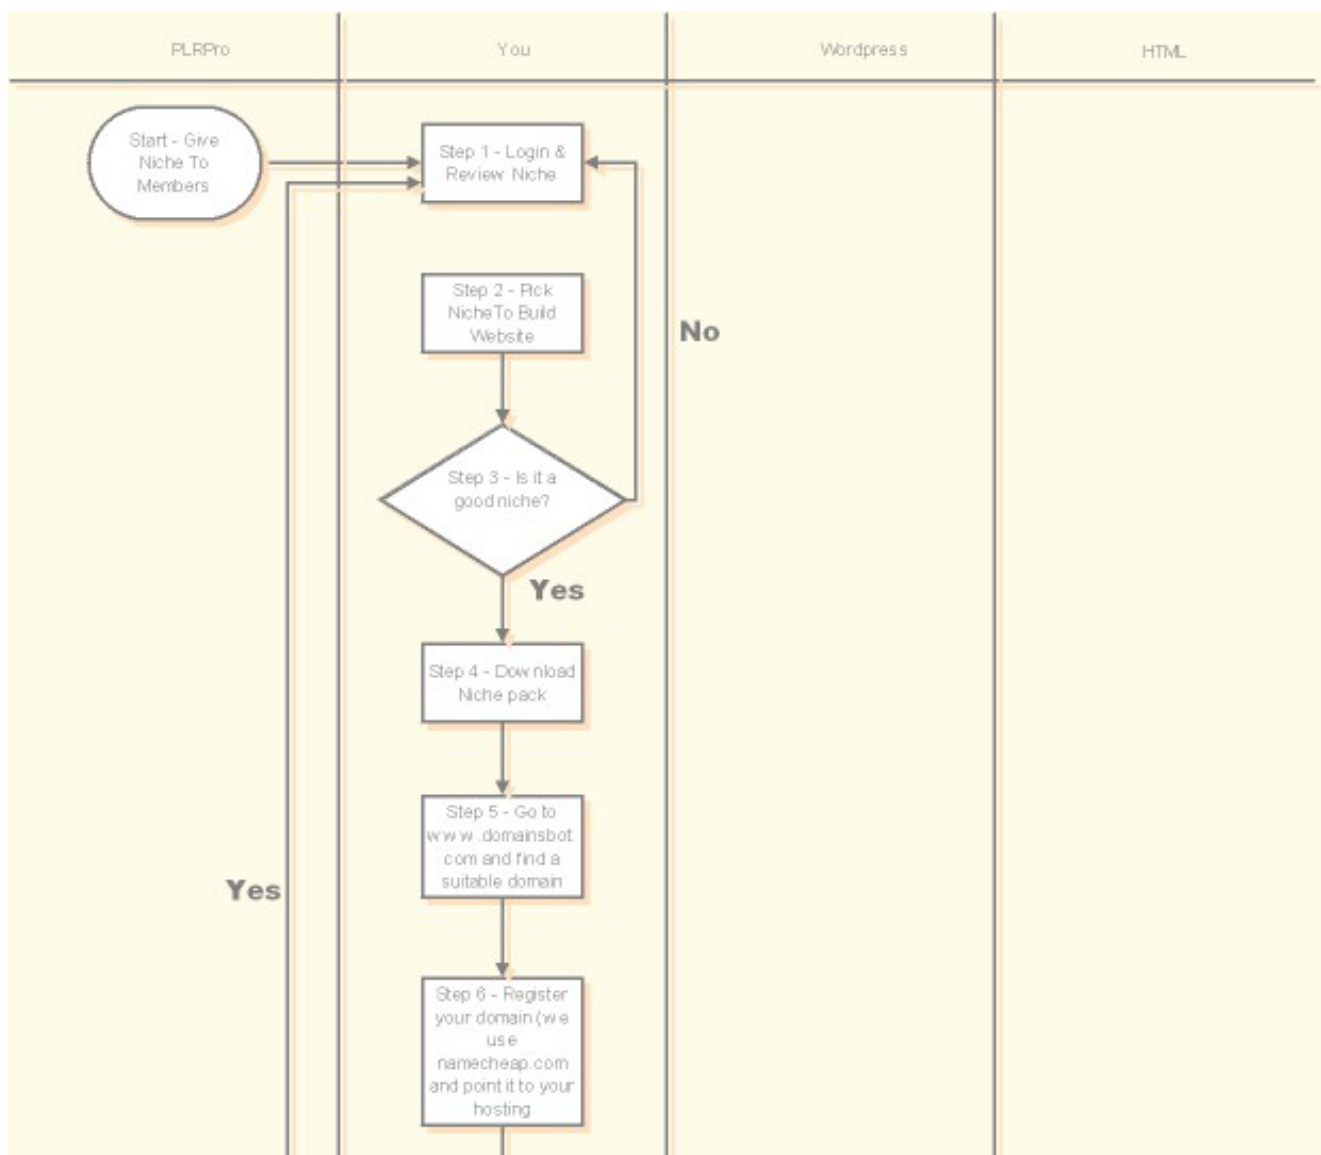 PLRPro
You
Wordpress
HTML
Start - Give
Niche To
Members
Step 1 - Login &
Review Niche
Step 2 - Pick
NicheTo Build
Website
No
Step 3 - Is it a
good niche?
Yes
Step 4 - Download
Niche pack
Step 5 - Go to
www.domainsbot.
com and find a
suitable domain
Yes
Step 6 - Register
your domain (we
use
namecheap.com
and point it to your
hosting